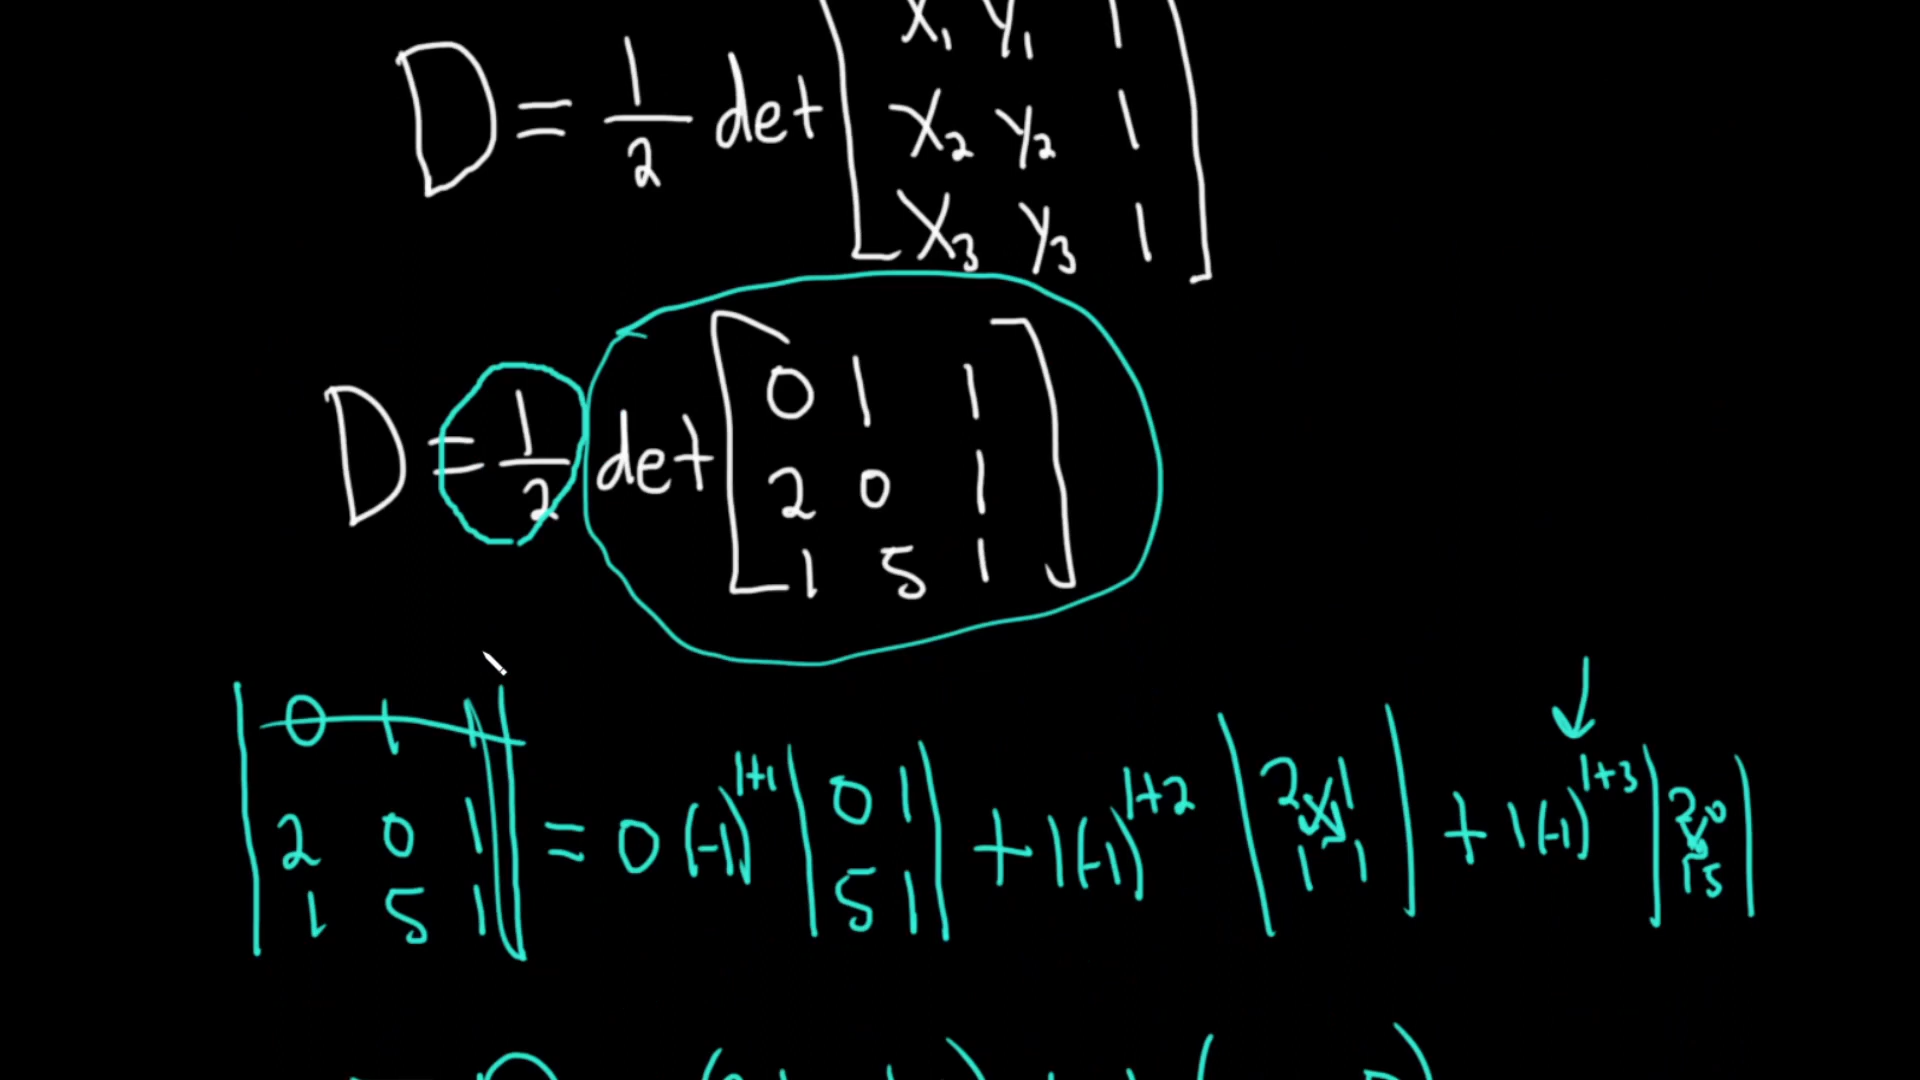 D = 1/2 det [x₁ y₁ 1
x₂ y₂ 1
x₃ y₃ 1]
D = 1/2 det [0 1 1
2 0 1
1 5 1]
|0 1 1
2 0 1
1 5 1| = 0(-1)^1+1 |0 1
5 1| + 1(-1)^1+2 |2 1
1 1| + 1(-1)^1+3 |2 0
1 5|